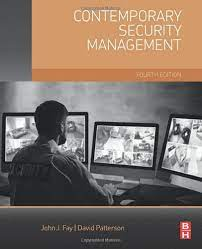 CONTEMPORARY
SECURITY
MANAGEMENT
FOURTH EDITION
John J. Fay | David Patterson
B
H